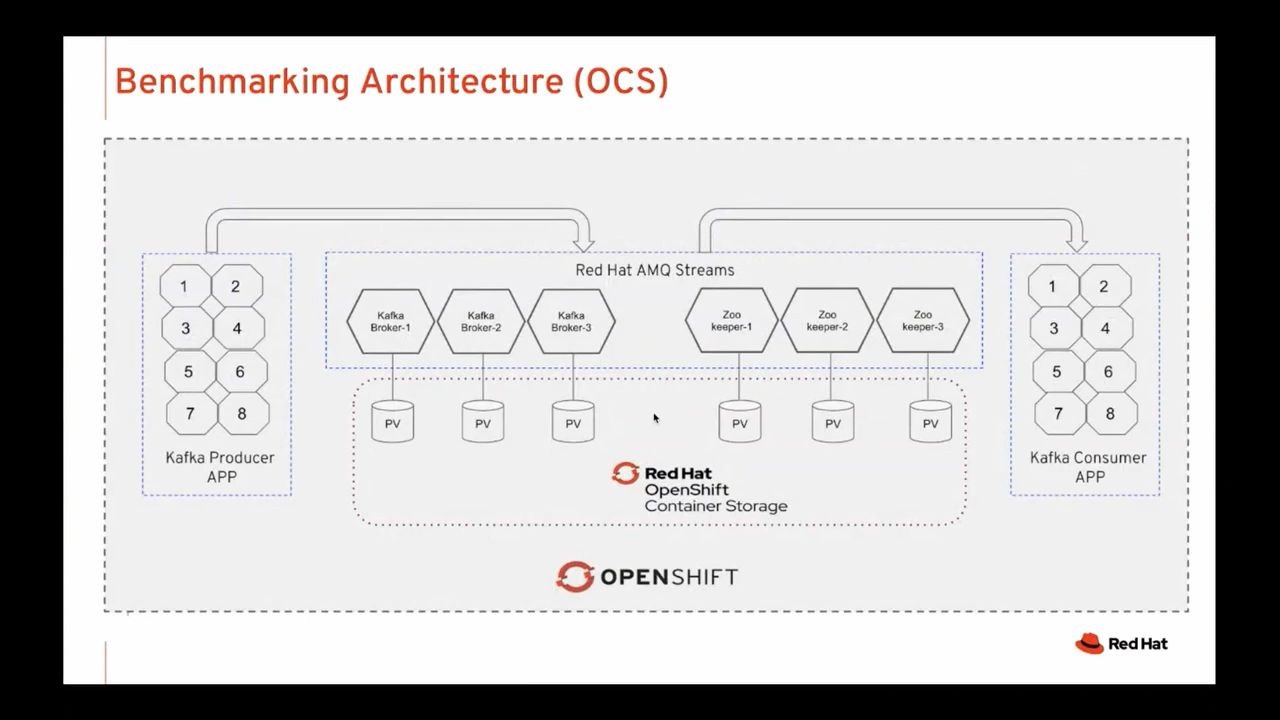 Benchmarking Architecture (OCS)
Red Hat AMQ Streams
1 2
3 4
5 6
7 8
Kafka Producer
APP
Kafka
Broker-1
Kafka
Broker-2
Kafka
Broker-3
Zoo
keeper-1
Zoo
keeper-2
Zoo
keeper-3
PV PV PV PV PV PV
1 2
3 4
5 6
7 8
Kafka Consumer
APP
Red Hat
OpenShift
Container Storage
OPENSHIFT
Red Hat